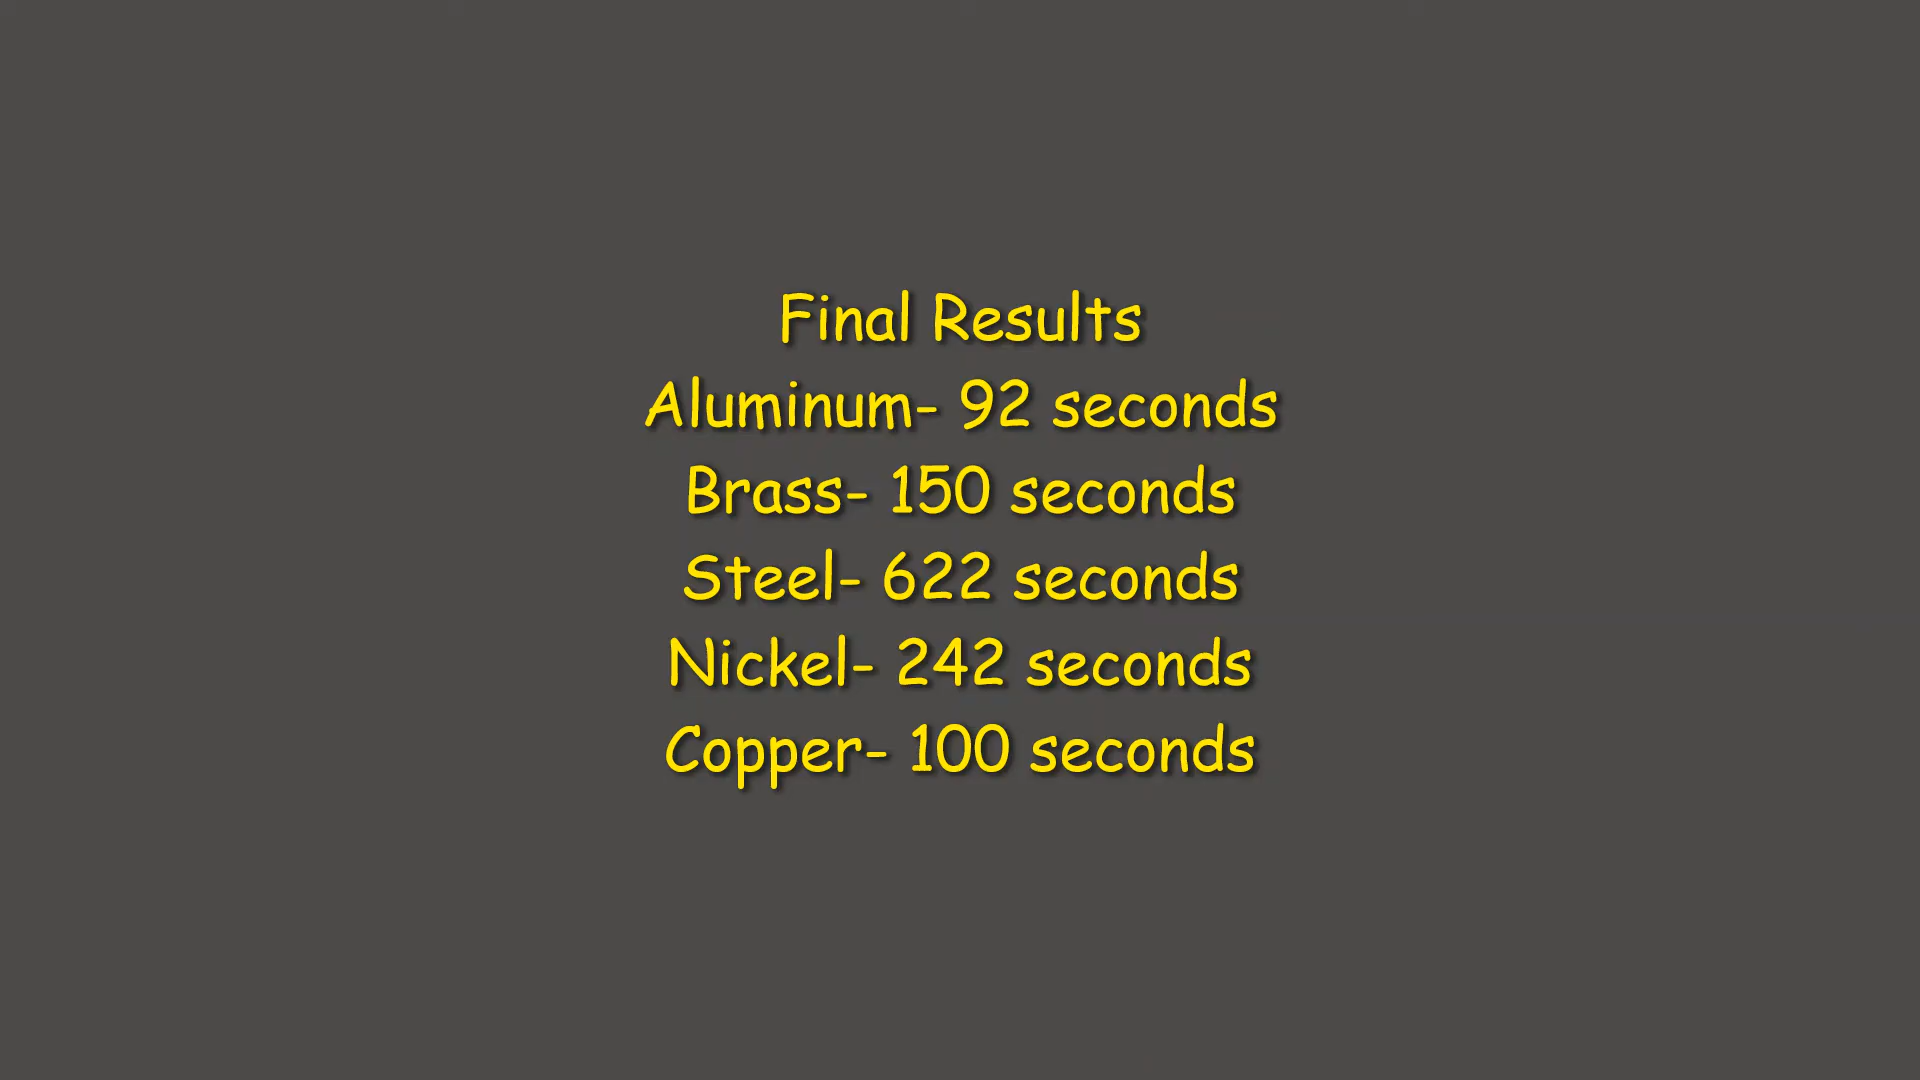 Final Results
Aluminum- 92 seconds
Brass- 150 seconds
Steel- 622 seconds
Nickel- 242 seconds
Copper- 100 seconds